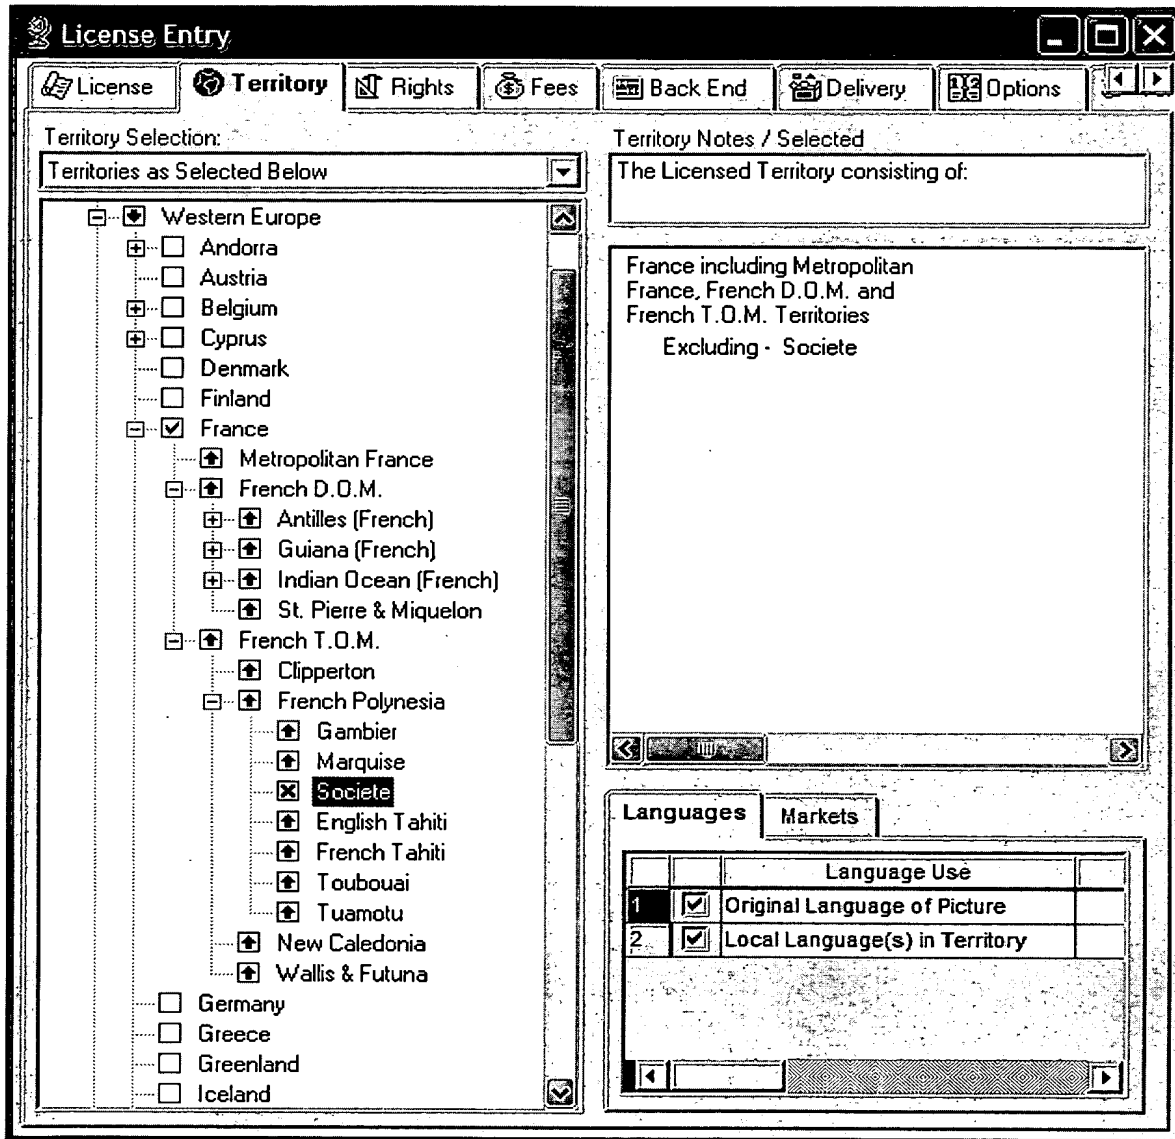 License Entry
License
Territory
Rights
Fees
Back End
Delivery
Options
Territory Selection:
Territories as Selected Below
Western Europe
Andorra
Austria
Belgium
Cyprus
Denmark
Finland
France
Metropolitan France
French D.O.M.
Antilles (French)
Guiana (French)
Indian Ocean (French)
St. Pierre & Miquelon
French T.O.M.
Clipperton
French Polynesia
Gambier
Marquise
Societe
English Tahiti
French Tahiti
Toubouai
Tuamotu
New Caledonia
Wallis & Futuna
Germany
Greece
Greenland
Iceland
Territory Notes / Selected
The Licensed Territory consisting of:
France including Metropolitan
France, French D.O.M. and
French T.O.M. Territories
Excluding - Societe
Languages
Markets
Language Use
1 Original Language of Picture
2 Local Language(s) in Territory